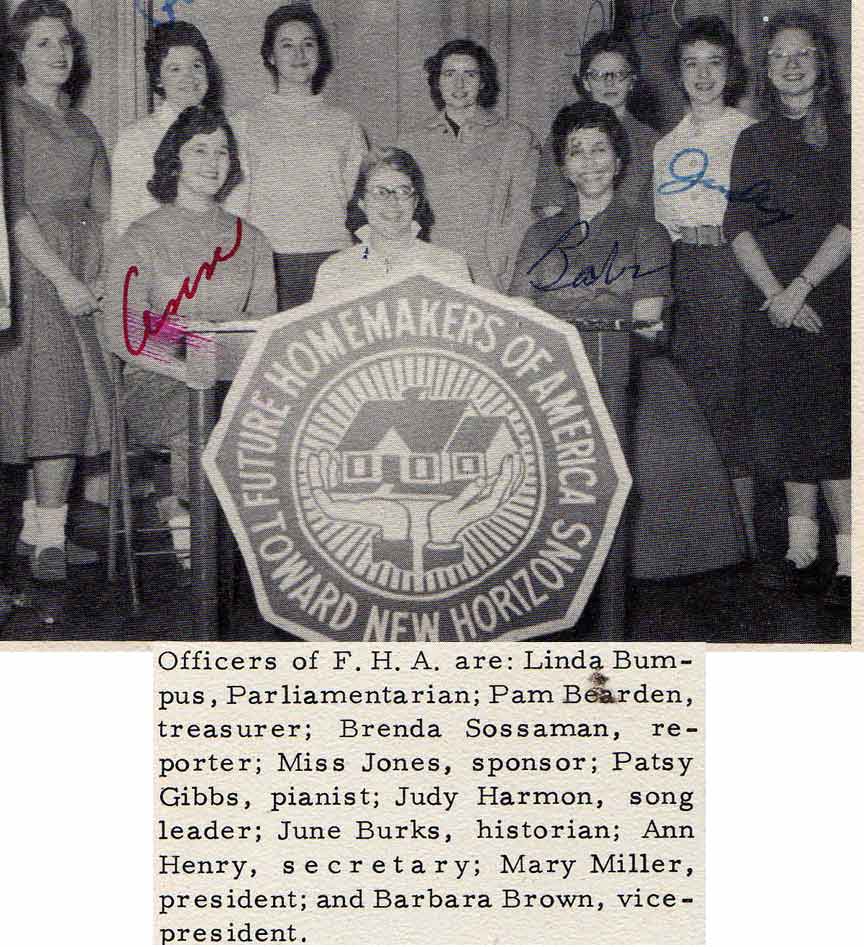 Judy
Anne
Bab
FUTURE HOMEMAKERS OF AMERICA
TOWARD NEW HORIZONS
Officers of F. H. A. are: Linda Bum-
pus, Parliamentarian; Pam Bearden,
treasurer; Brenda Sossaman, re-
porter; Miss Jones, sponsor; Patsy
Gibbs, pianist; Judy Harmon, song
leader; June Burks, historian; Ann
Henry, secretary; Mary Miller,
president; and Barbara Brown, vice-
president.